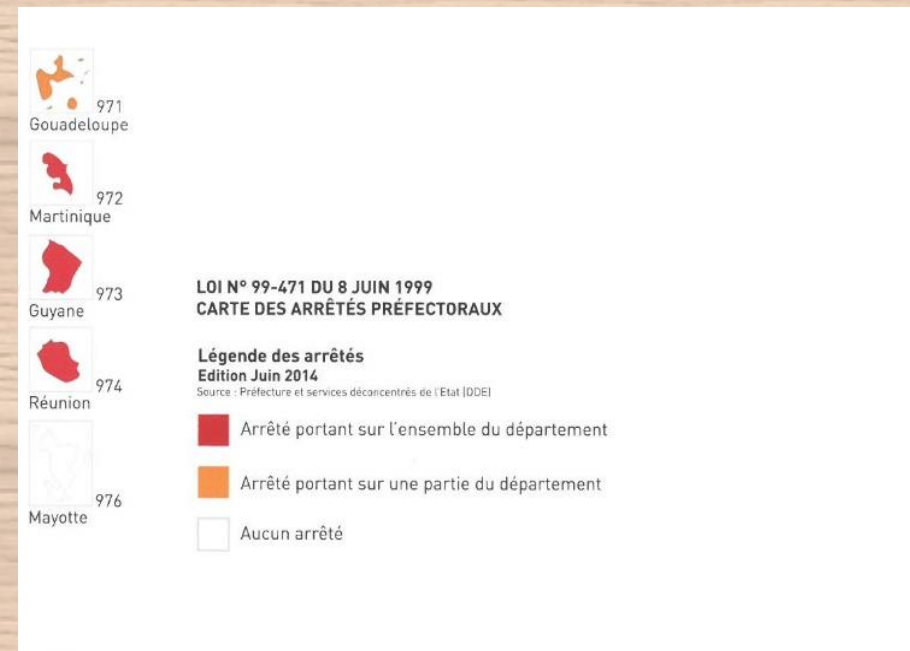 971
Gouadeloupe
972
Martinique
973
Guyane
974
Réunion
976
Mayotte
LOI N° 99-471 DU 8 JUIN 1999
CARTE DES ARRÊTÉS PRÉFECTORAUX
Légende des arrêtés
Edition Juin 2014
Source : Préfecture et services déconcentrés de l'Etat (DDE)
Arrêté portant sur l'ensemble du département
Arrêté portant sur une partie du département
Aucun arrêté